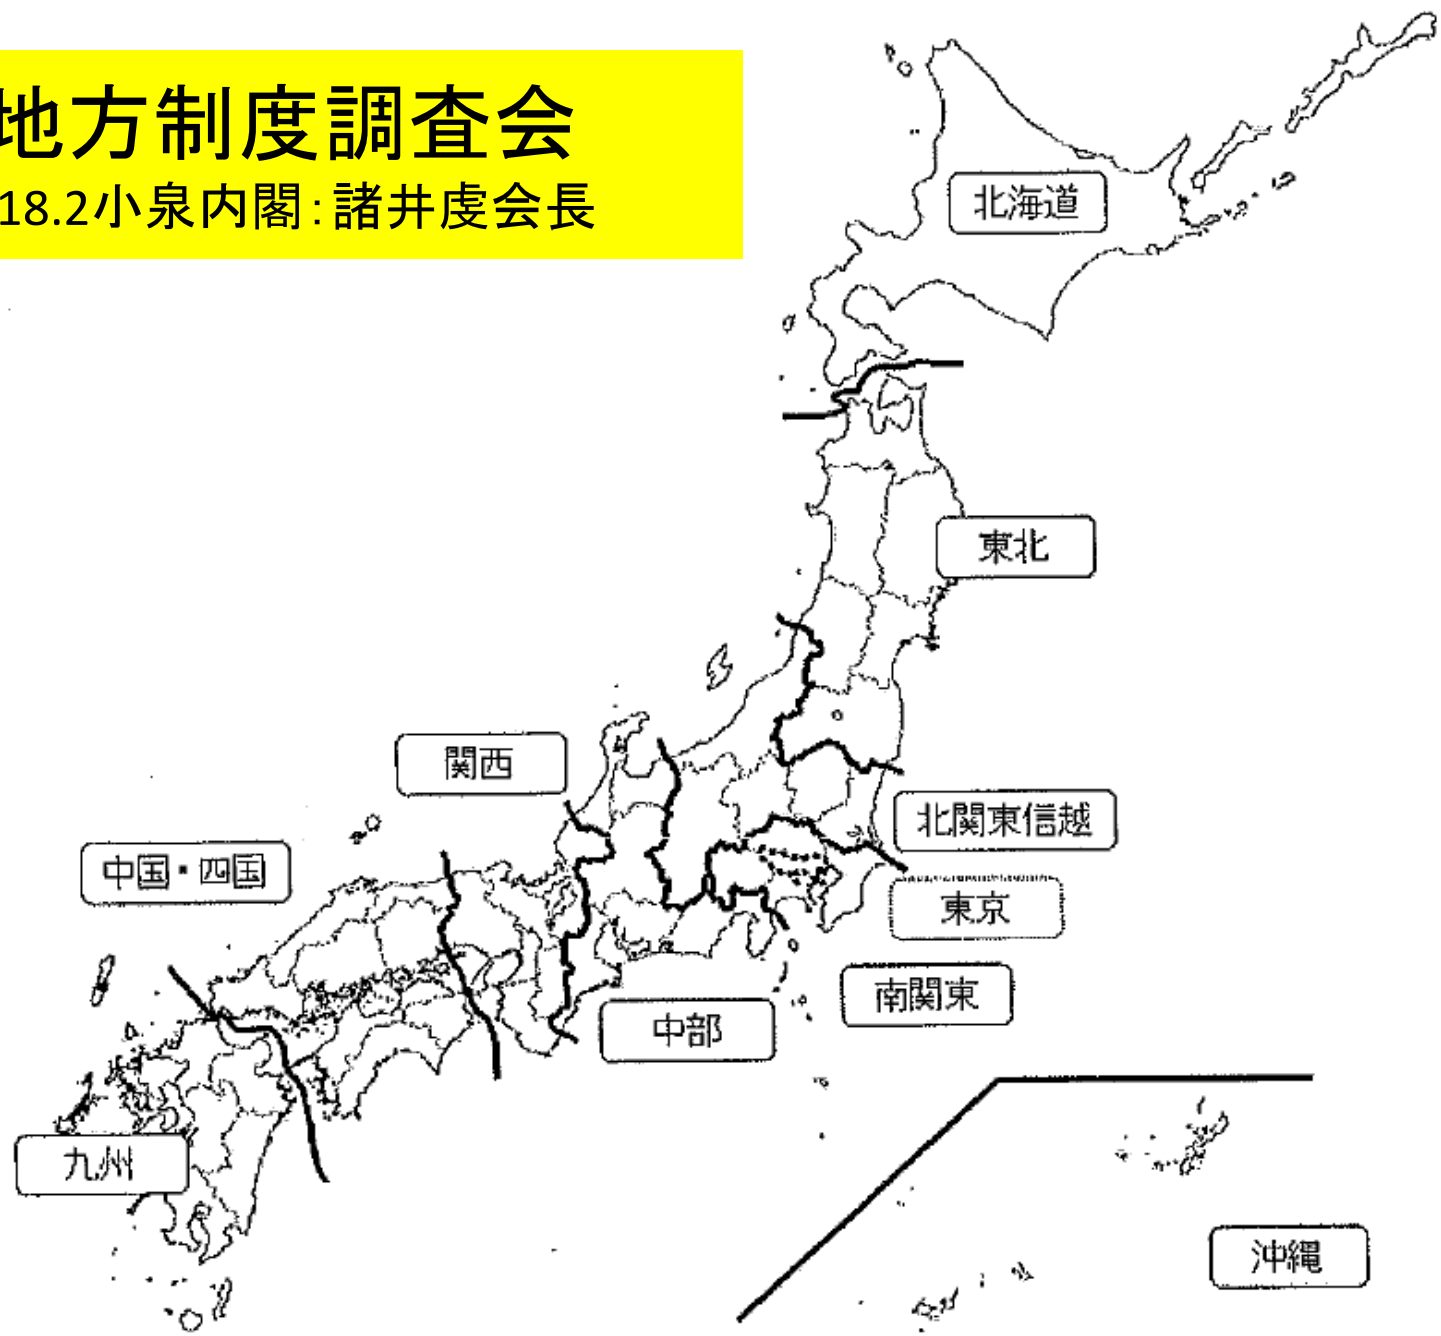 地方制度調査会
18.2小泉内閣：諸井虔会長
北海道
東北
関西
北関東信越
中国・四国
東京
南関東
中部
九州
沖縄